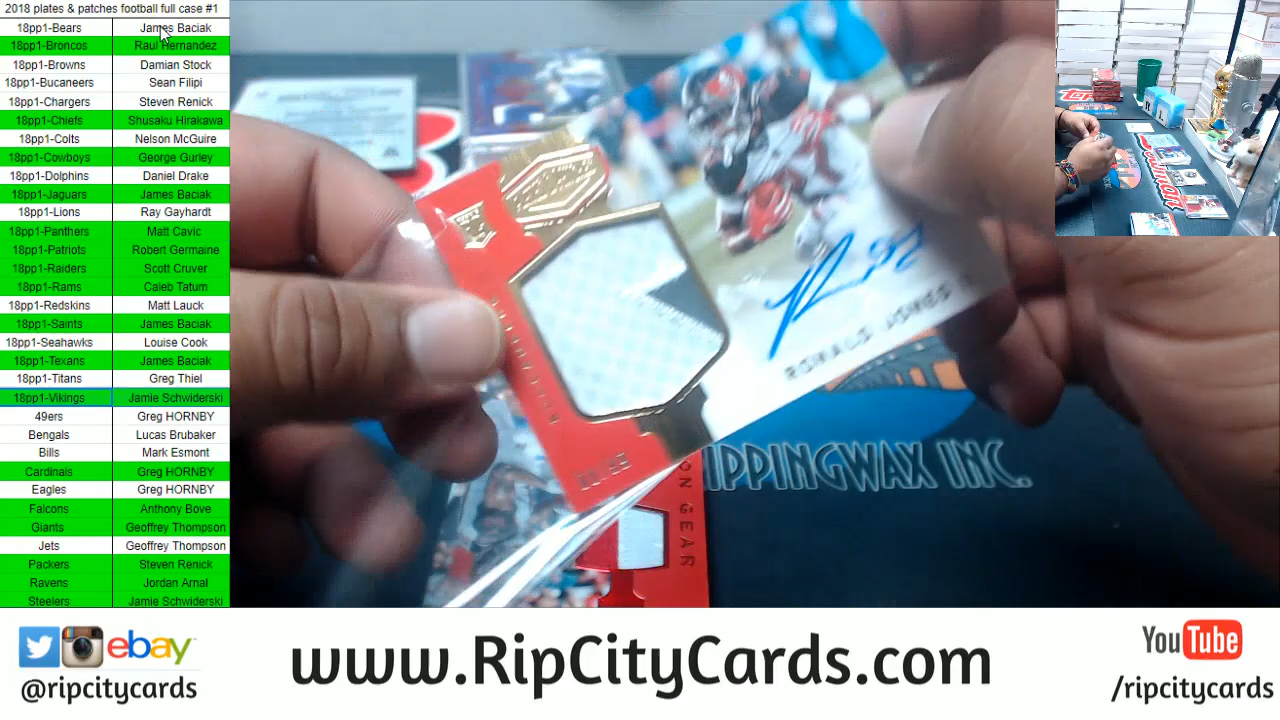 2018 plates & patches football full case #1
18pp1-Bears James Baciak
18pp1-Broncos Raul Hernandez
18pp1-Browns Damian Stock
18pp1-Bucaneers Sean Filipi
18pp1-Chargers Steven Renick
18pp1-Chiefs Shusaku Hirakawa
18pp1-Colts Nelson McGuire
18pp1-Cowboys George Gurley
18pp1-Dolphins Daniel Drake
18pp1-Jaguars James Baciak
18pp1-Lions Ray Gayhardt
18pp1-Panthers Matt Cavic
18pp1-Patriots Robert Germaine
18pp1-Raiders Scott Cruver
18pp1-Rams Caleb Tatum
18pp1-Redskins Matt Lauck
18pp1-Saints James Baciak
18pp1-Seahawks Louise Cook
18pp1-Texans James Baciak
18pp1-Titans Greg Thiel
18pp1-Vikings Jamie Schwiderski
49ers Greg HORNBY
Bengals Lucas Brubaker
Bills Mark Esmont
Cardinals Greg HORNBY
Eagles Greg HORNBY
Falcons Anthony Bove
Giants Geoffrey Thompson
Jets Geoffrey Thompson
Packers Steven Renick
Ravens Jordan Arnal
Steelers Jamie Schwiderski
RONALD JONES II
RIPPINGWAX INC.
ON GEAR
ebay
@ripcitycards
www.RipCityCards.com
YouTube
/ripcitycards